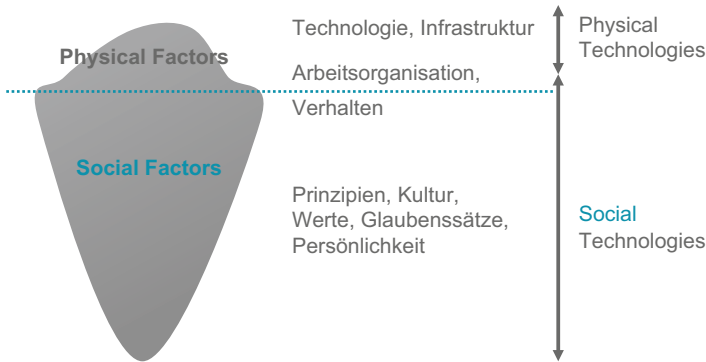 Physical Factors
Social Factors
Technologie, Infrastruktur
Arbeitsorganisation,
Verhalten
Prinzipien, Kultur,
Werte, Glaubenssätze,
Persönlichkeit
Physical
Technologies
Social
Technologies